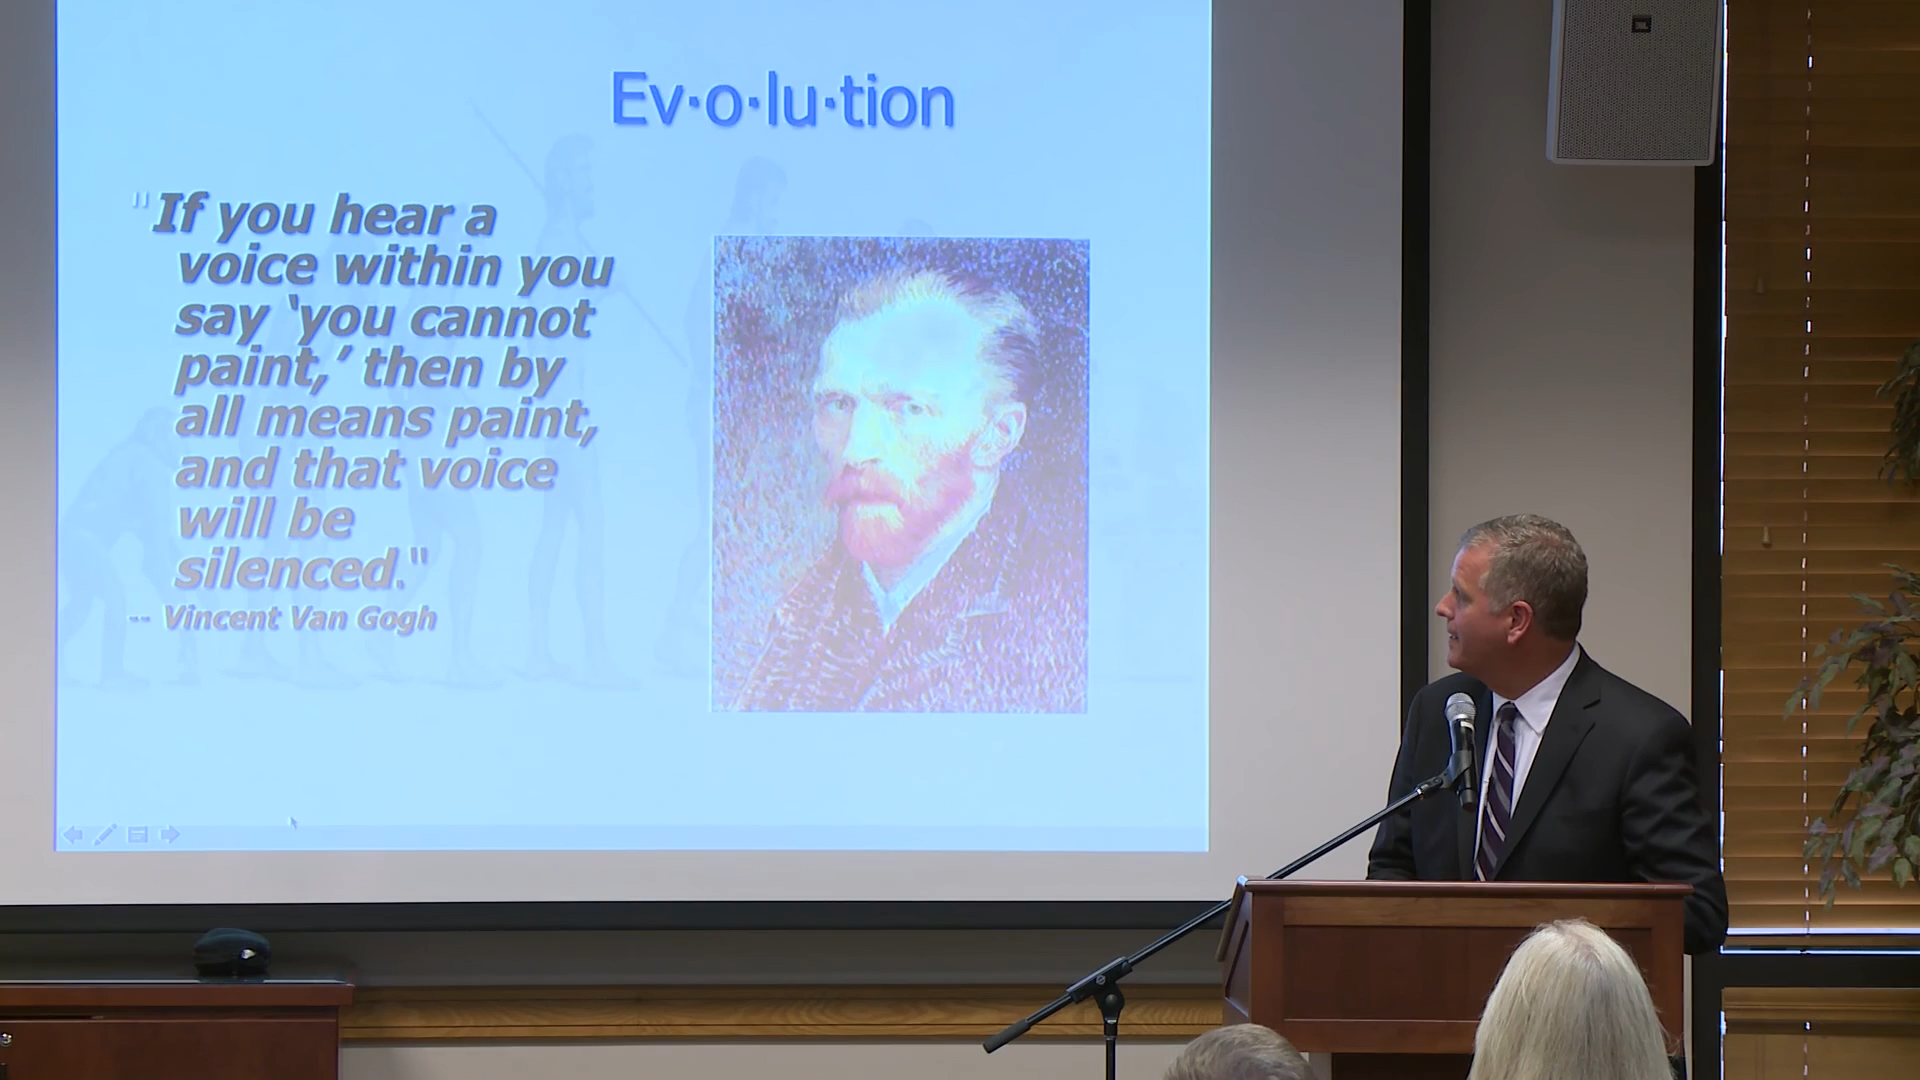 Ev·o·lu·tion
"If you hear a
voice within you
say ‘you cannot
paint,’ then by
all means paint,
and that voice
will be
silenced."
-- Vincent Van Gogh
JBL